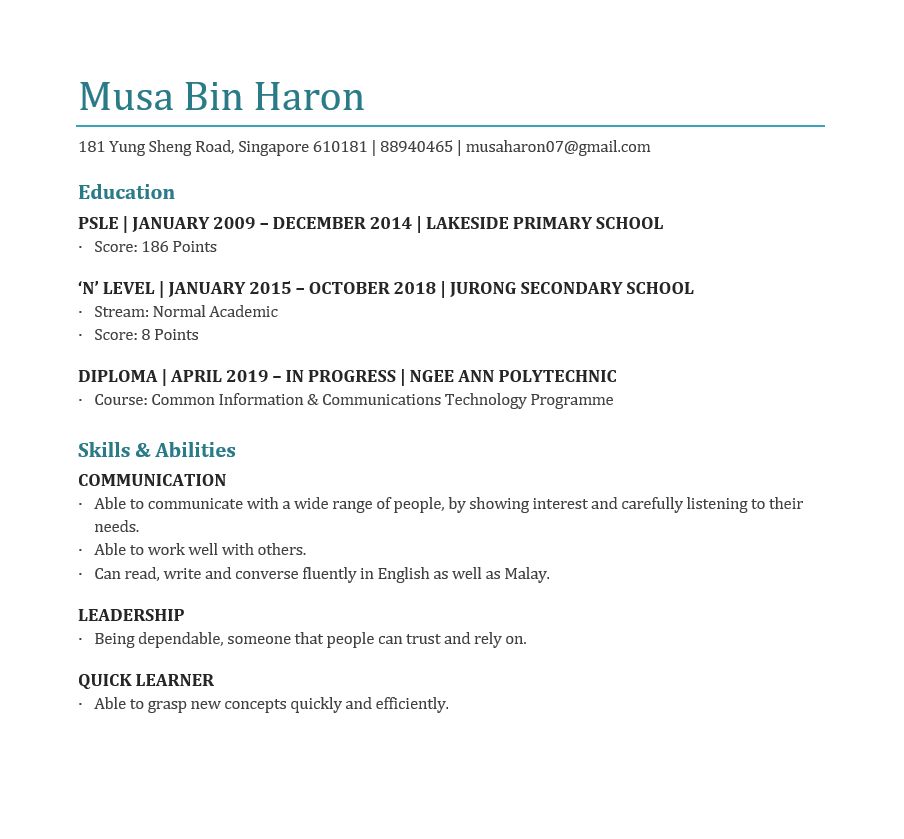 Musa Bin Haron
181 Yung Sheng Road, Singapore 610181 | 88940465 | musaharon07@gmail.com
Education
PSLE | JANUARY 2009 – DECEMBER 2014 | LAKESIDE PRIMARY SCHOOL
· Score: 186 Points
‘N’ LEVEL | JANUARY 2015 – OCTOBER 2018 | JURONG SECONDARY SCHOOL
· Stream: Normal Academic
· Score: 8 Points
DIPLOMA | APRIL 2019 – IN PROGRESS | NGEE ANN POLYTECHNIC
· Course: Common Information & Communications Technology Programme
Skills & Abilities
COMMUNICATION
· Able to communicate with a wide range of people, by showing interest and carefully listening to their
needs.
· Able to work well with others.
· Can read, write and converse fluently in English as well as Malay.
LEADERSHIP
· Being dependable, someone that people can trust and rely on.
QUICK LEARNER
· Able to grasp new concepts quickly and efficiently.